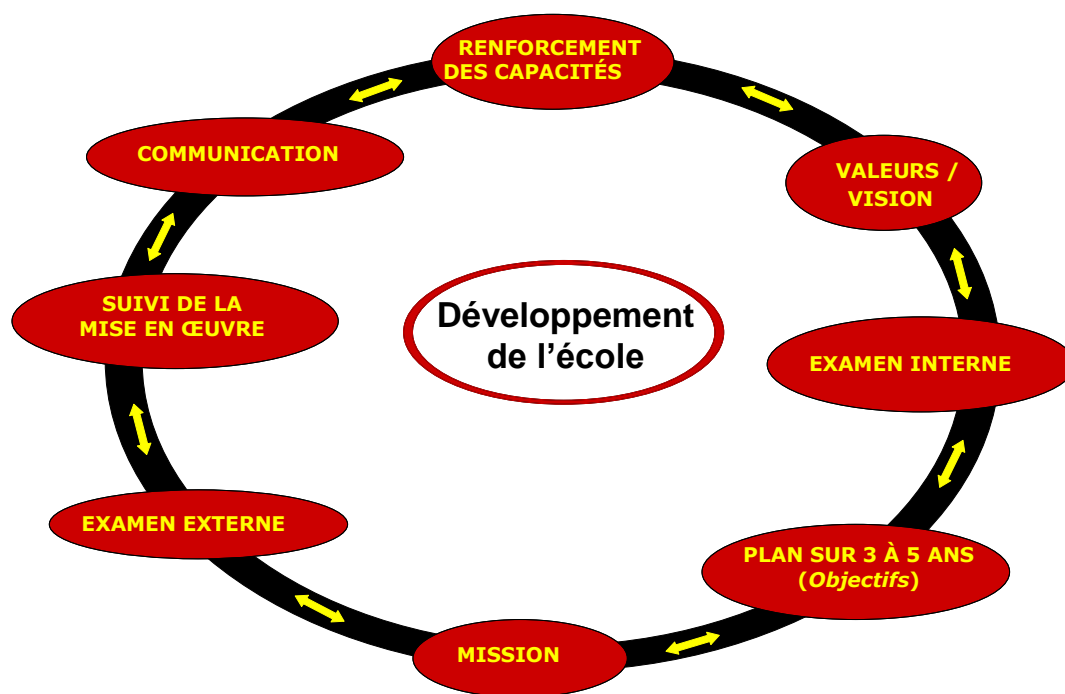 RENFORCEMENT
DES CAPACITÉS
COMMUNICATION
VALEURS /
VISION
SUIVI DE LA
MISE EN ŒUVRE
Développement
de l’école
EXAMEN INTERNE
EXAMEN EXTERNE
PLAN SUR 3 À 5 ANS
(Objectifs)
MISSION